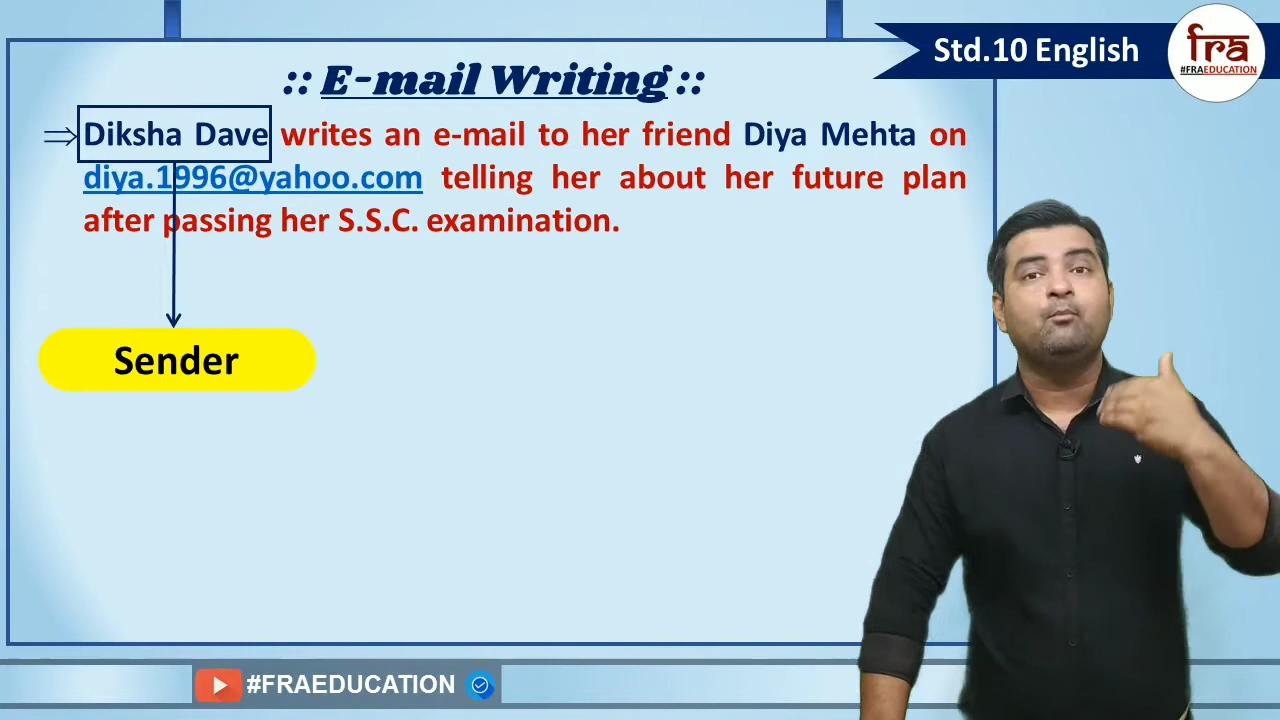 Std.10 English
fra
#FRAEDUCATION
:: E-mail Writing ::
⇒ Diksha Dave writes an e-mail to her friend Diya Mehta on
diya.1996@yahoo.com telling her about her future plan
after passing her S.S.C. examination.
Sender
#FRAEDUCATION